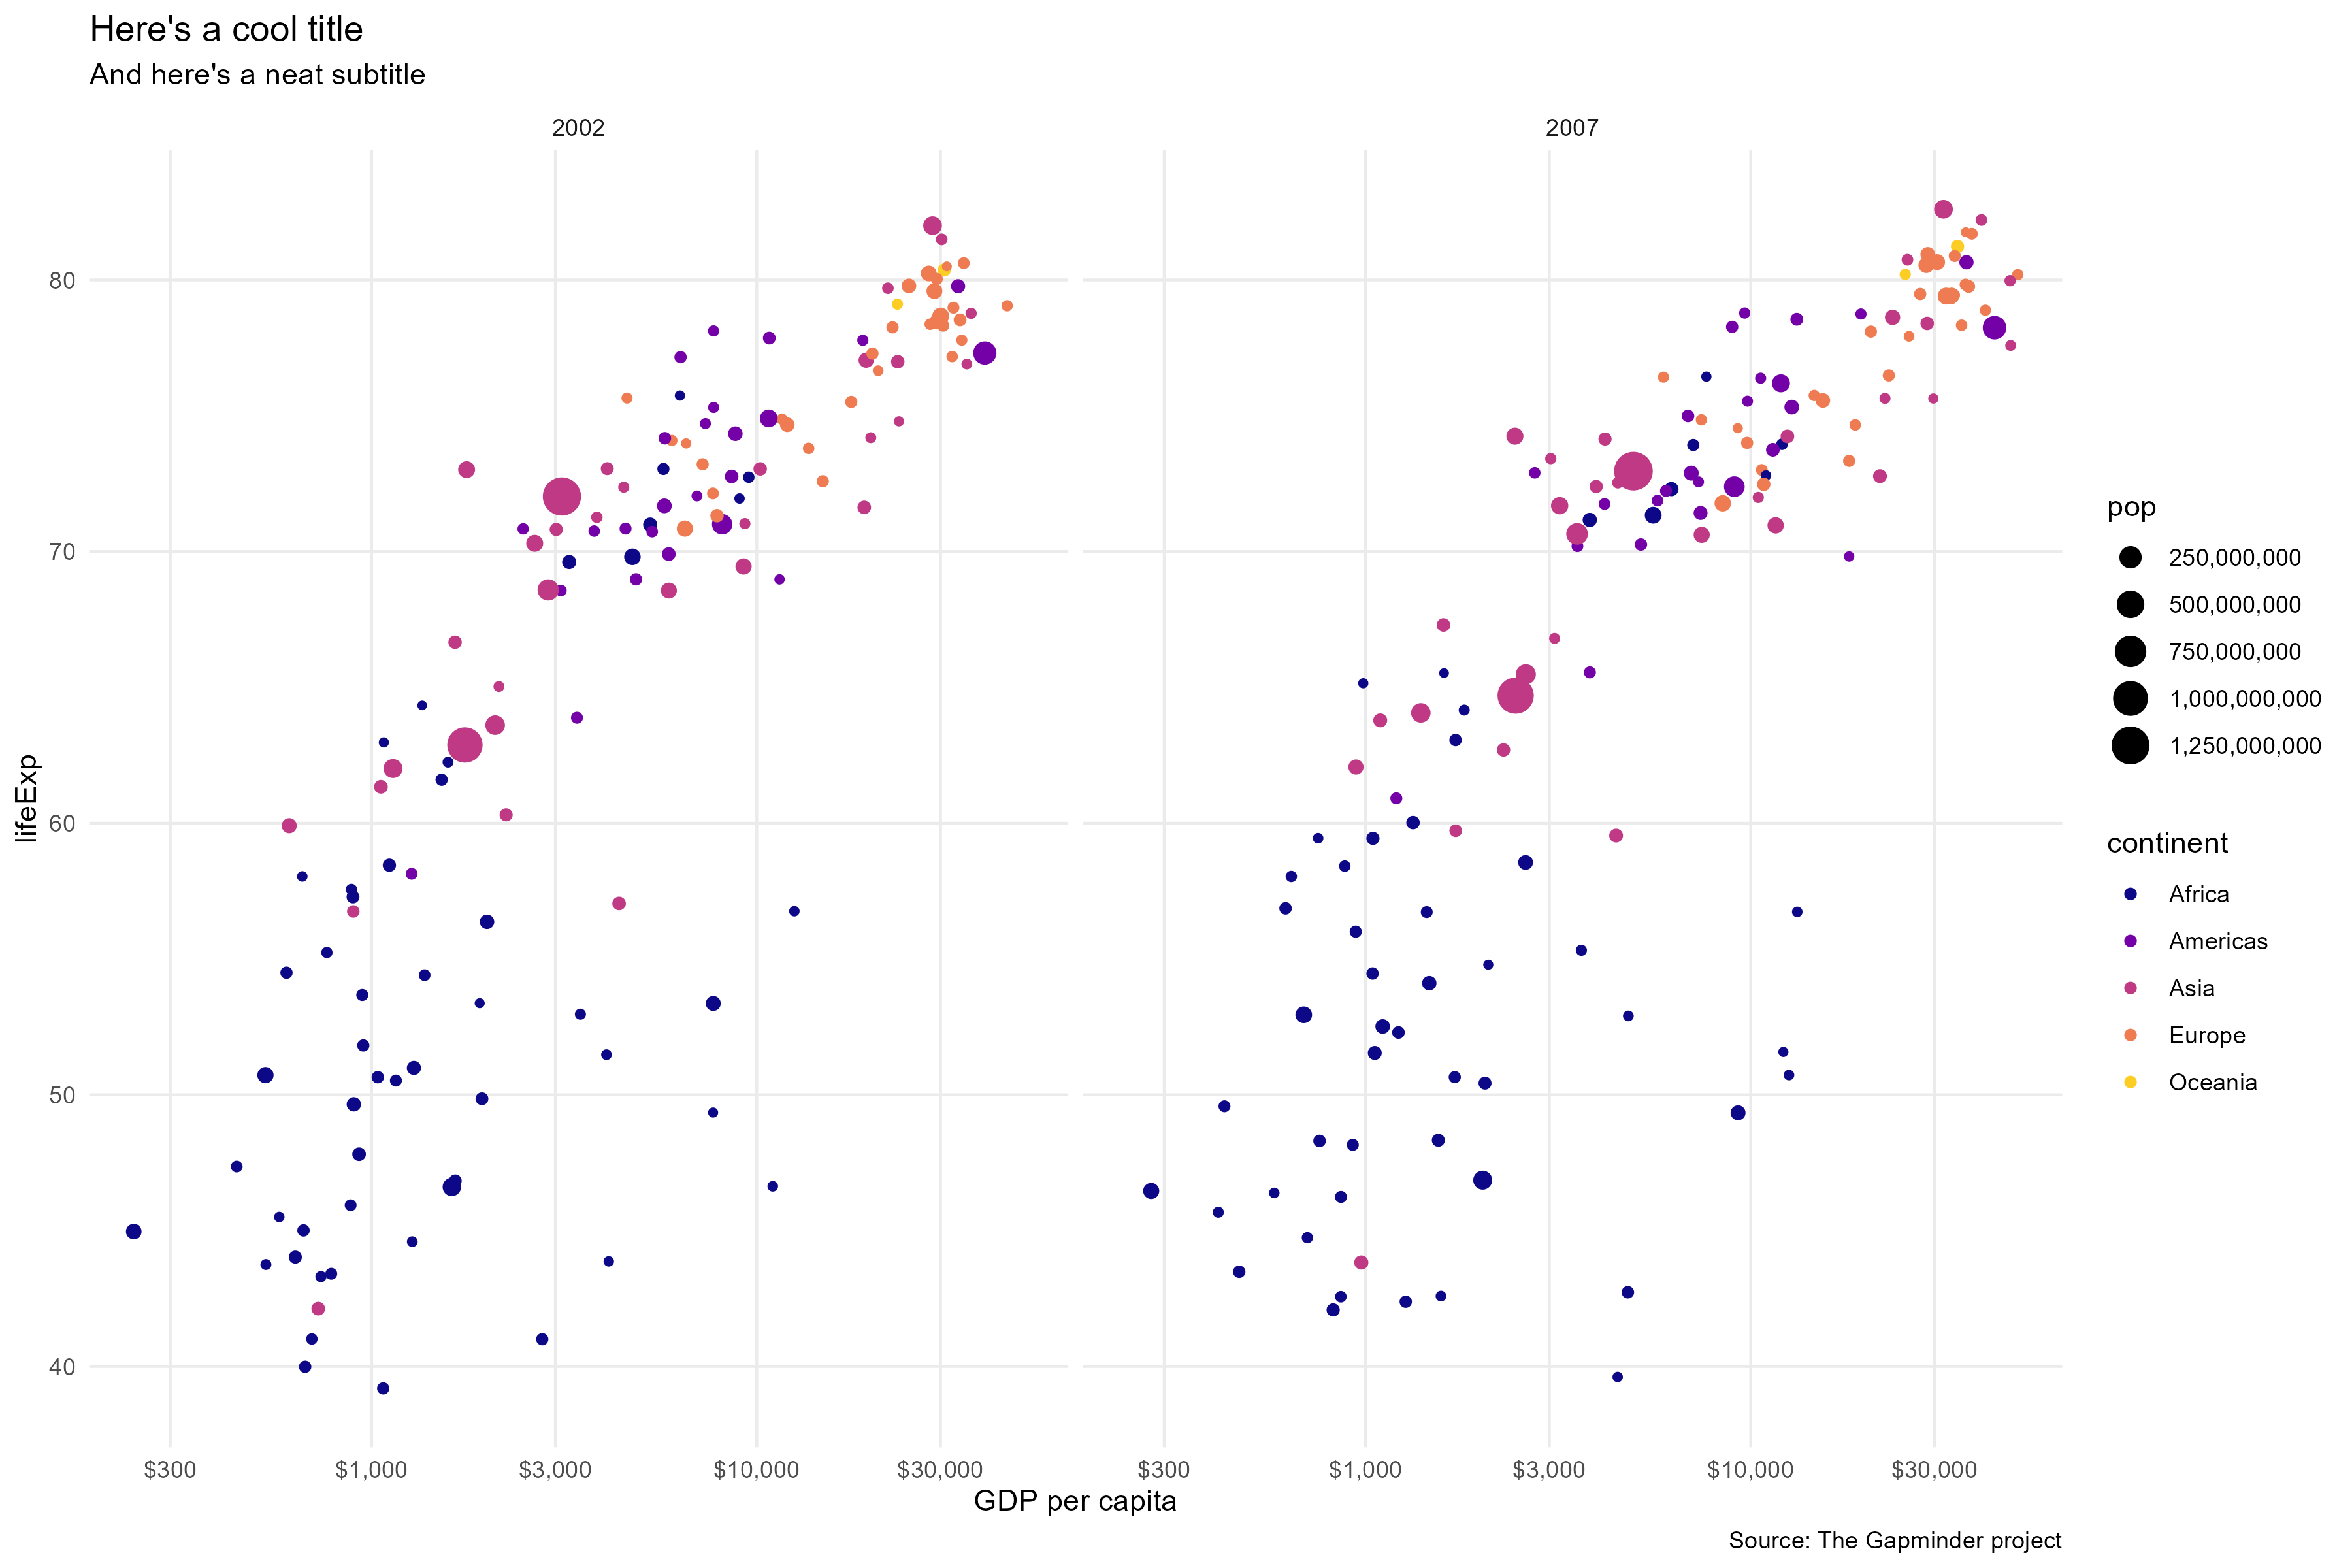 Here's a cool title
And here's a neat subtitle
2002
2007
80
70
60
50
40
lifeExp
$300
$1,000
$3,000
$10,000
$30,000
$300
$1,000
$3,000
$10,000
$30,000
GDP per capita
pop
250,000,000
500,000,000
750,000,000
1,000,000,000
1,250,000,000
continent
Africa
Americas
Asia
Europe
Oceania
Source: The Gapminder project